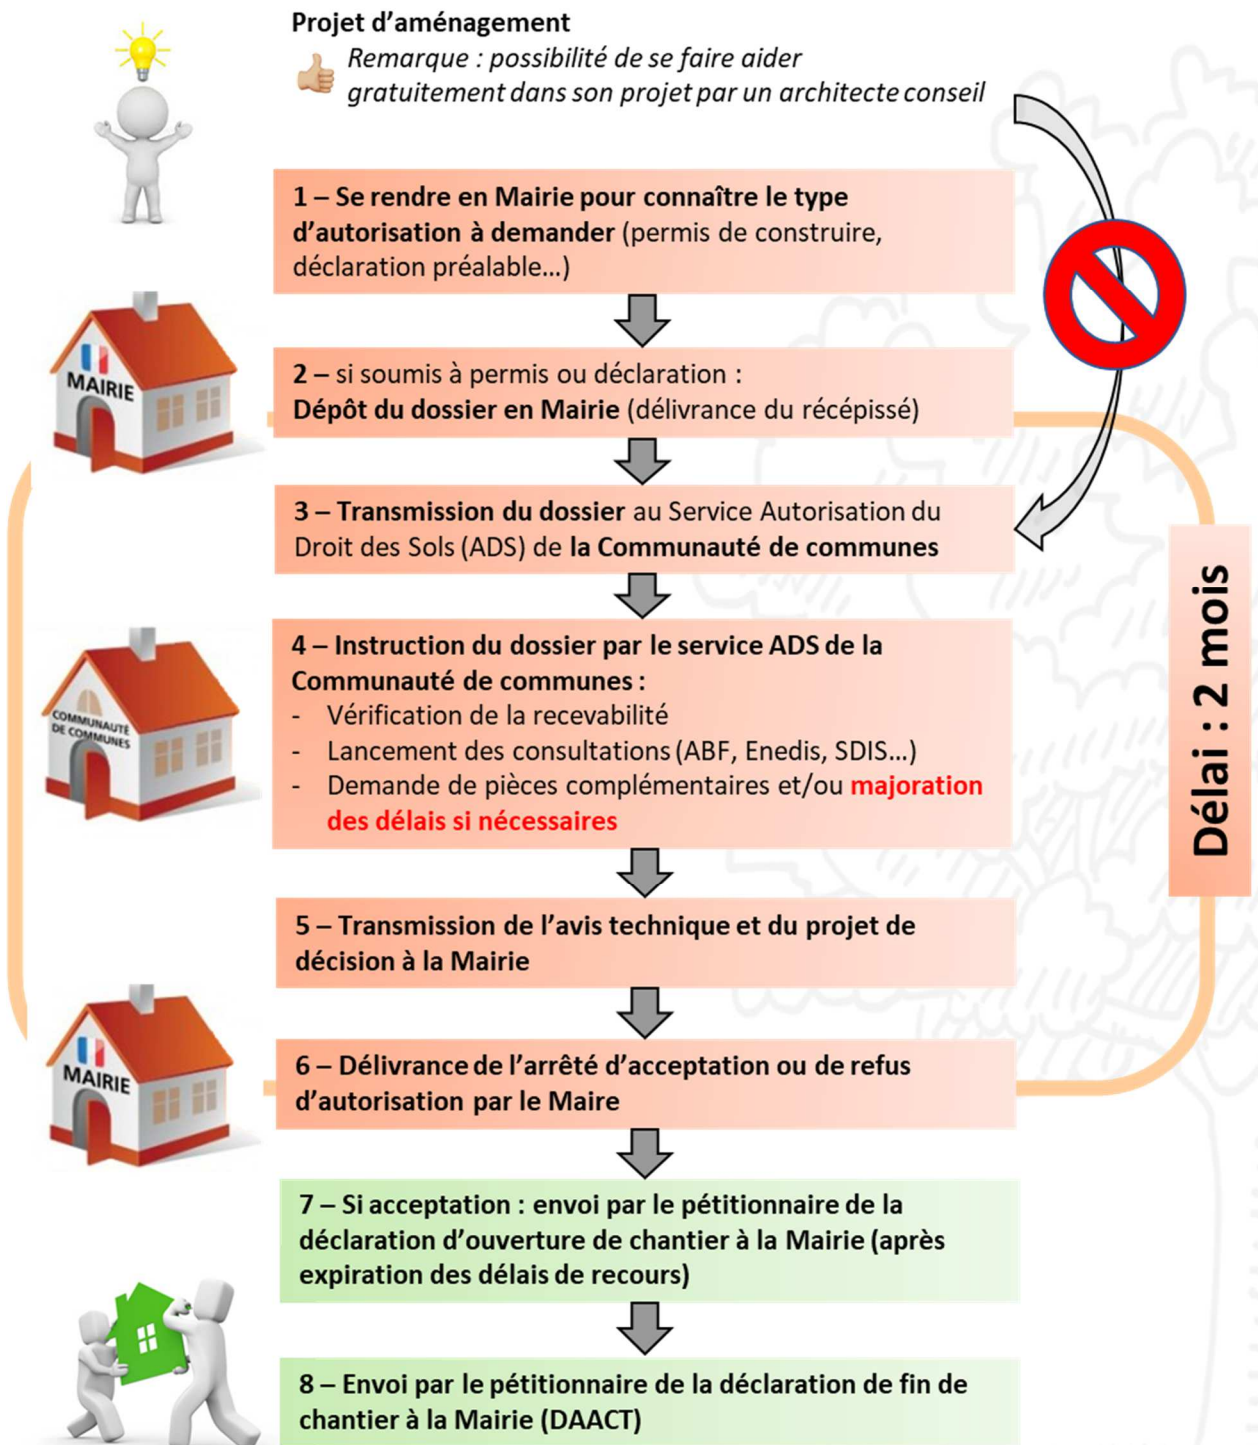 Projet d'aménagement
Remarque : possibilité de se faire aider
gratuitement dans son projet par un architecte conseil
1 – Se rendre en Mairie pour connaître le type
d'autorisation à demander (permis de construire,
déclaration préalable…)
MAIRIE
2 – si soumis à permis ou déclaration :
Dépôt du dossier en Mairie (délivrance du récépissé)
3 – Transmission du dossier au Service Autorisation du
Droit des Sols (ADS) de la Communauté de communes
Délai : 2 mois
COMMUNAUTÉ
DE COMMUNES
4 – Instruction du dossier par le service ADS de la
Communauté de communes :
- Vérification de la recevabilité
- Lancement des consultations (ABF, Enedis, SDIS…)
- Demande de pièces complémentaires et/ou majoration
des délais si nécessaires
5 – Transmission de l'avis technique et du projet de
décision à la Mairie
MAIRIE
6 – Délivrance de l'arrêté d'acceptation ou de refus
d'autorisation par le Maire
7 – Si acceptation : envoi par le pétitionnaire de la
déclaration d'ouverture de chantier à la Mairie (après
expiration des délais de recours)
8 – Envoi par le pétitionnaire de la déclaration de fin de
chantier à la Mairie (DAACT)